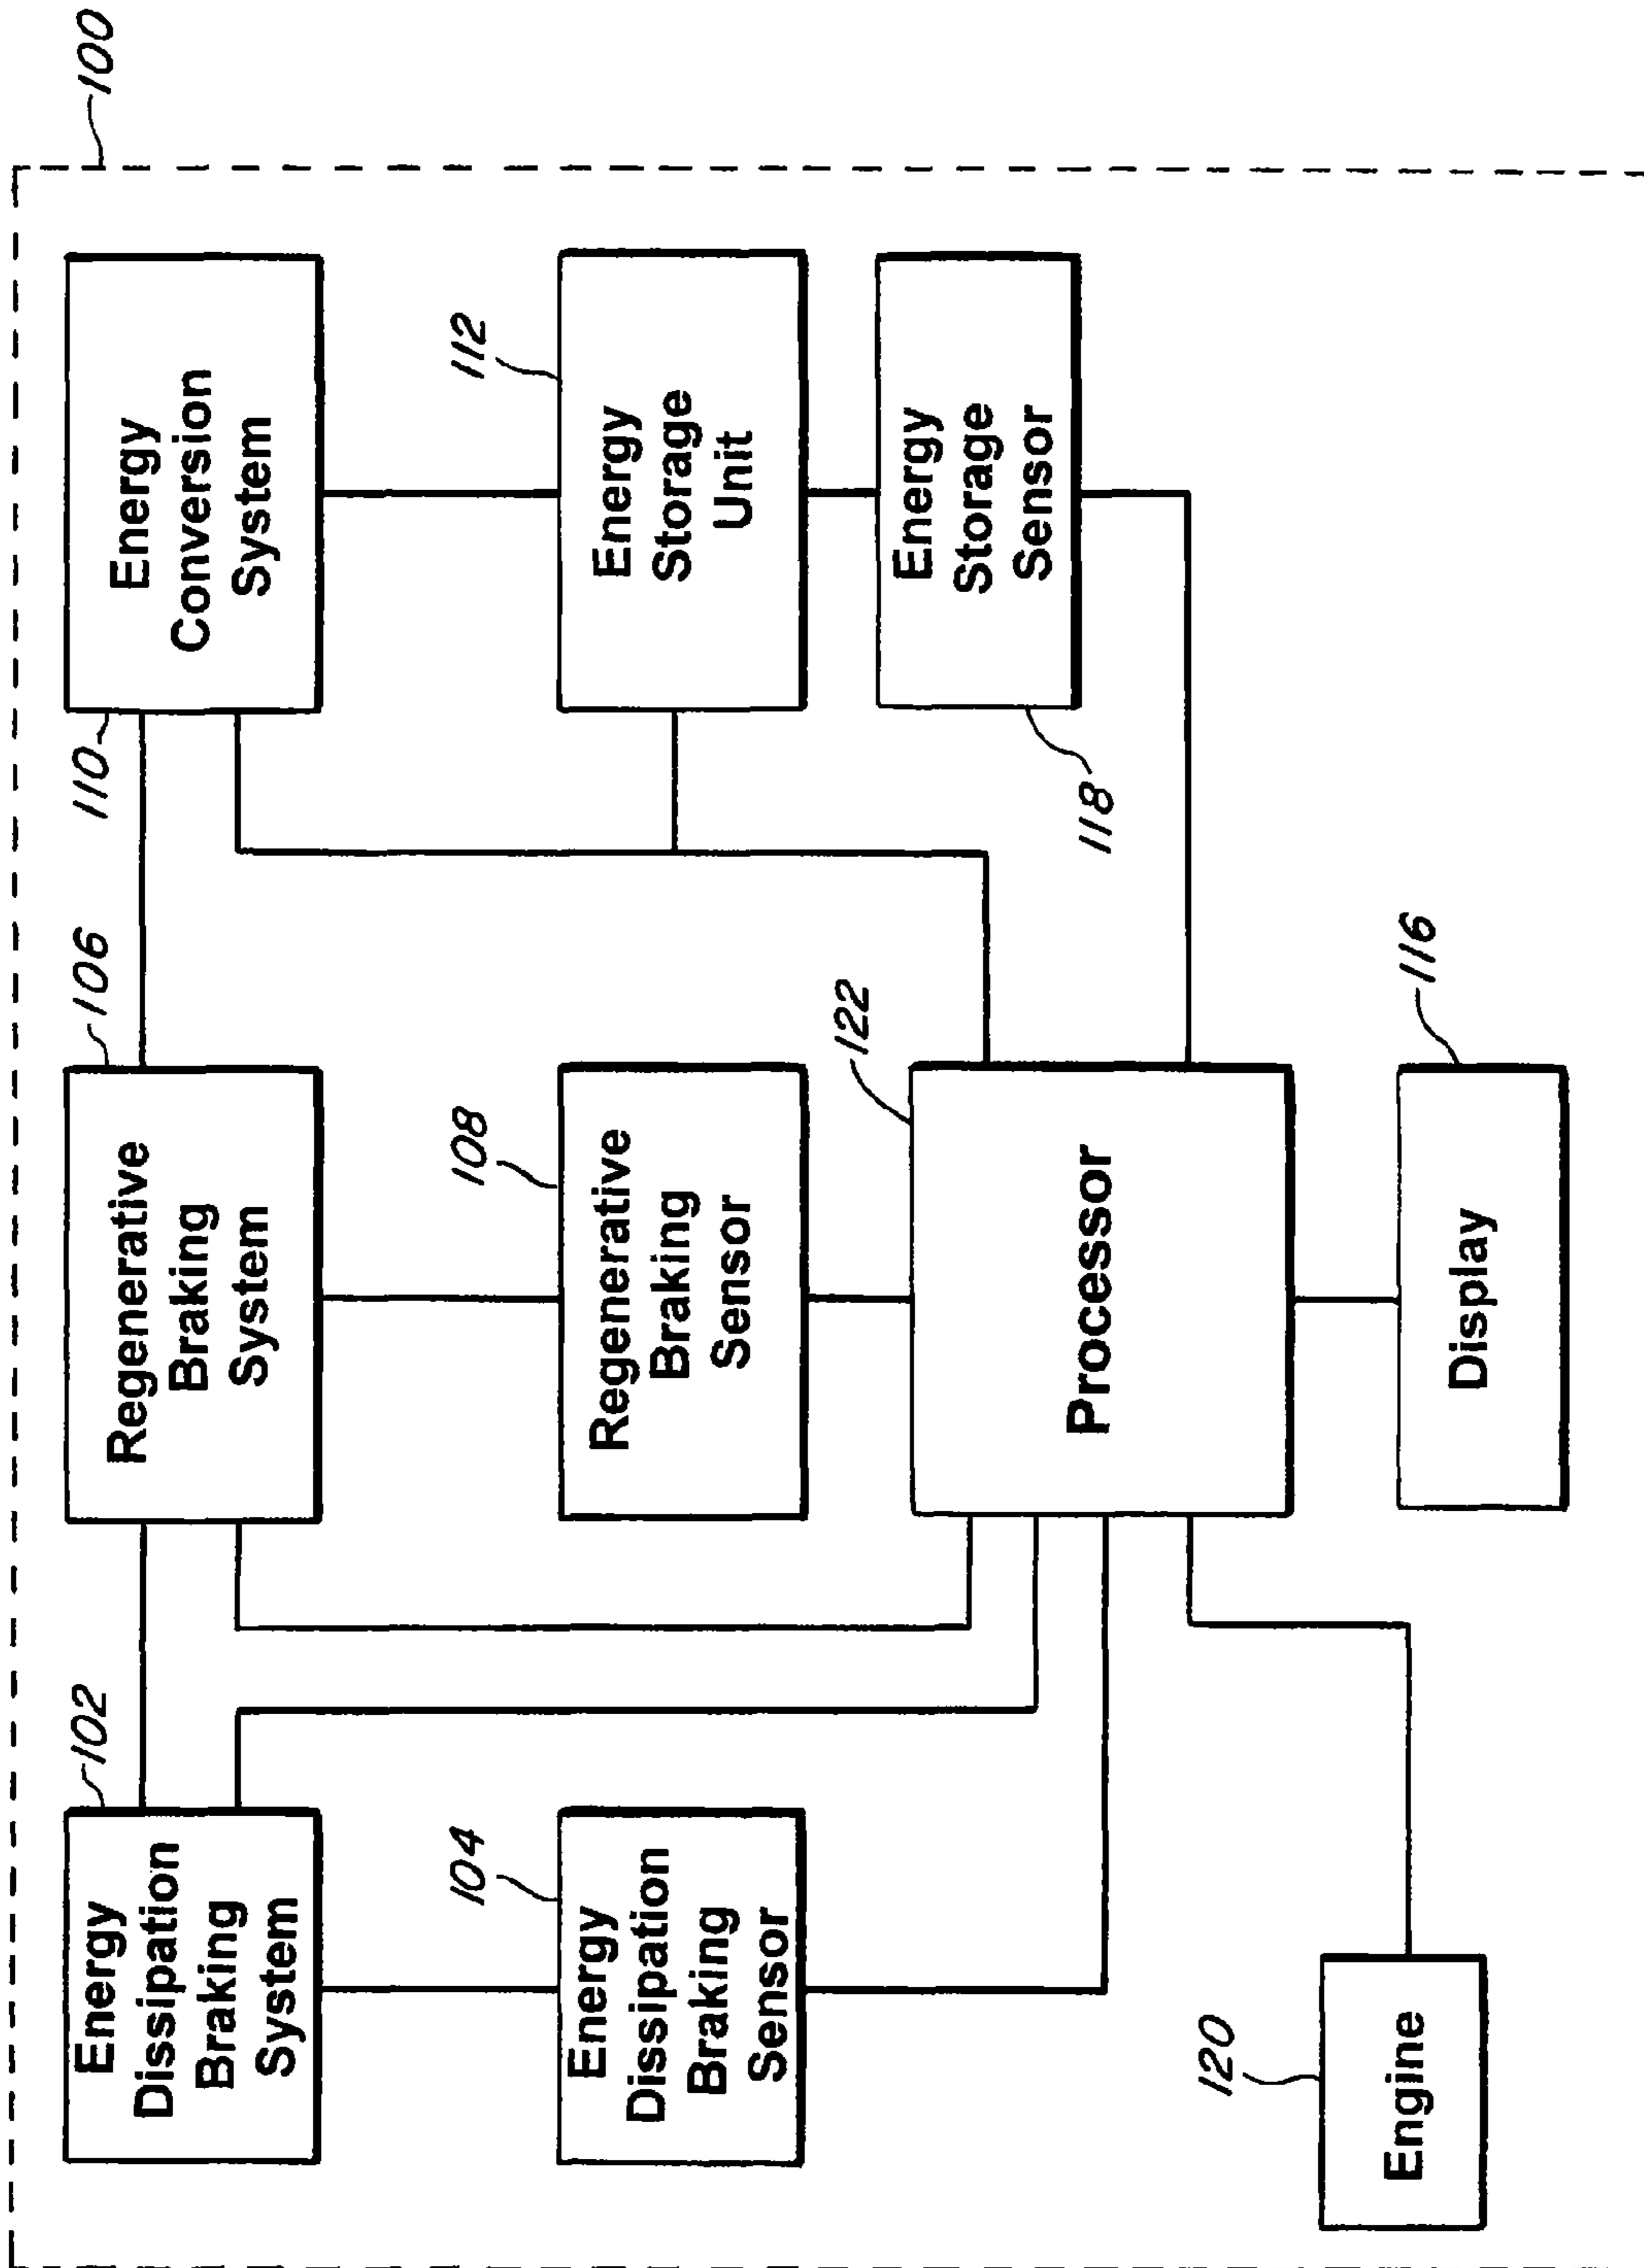 100
102
Energy
Dissipation
Braking
System
106
Regenerative
Braking
System
110
Energy
Conversion
System
104
Energy
Dissipation
Braking
Sensor
108
Regenerative
Braking
Sensor
112
Energy
Storage
Unit
122
Processor
118
Energy
Storage
Sensor
120
Engine
116
Display